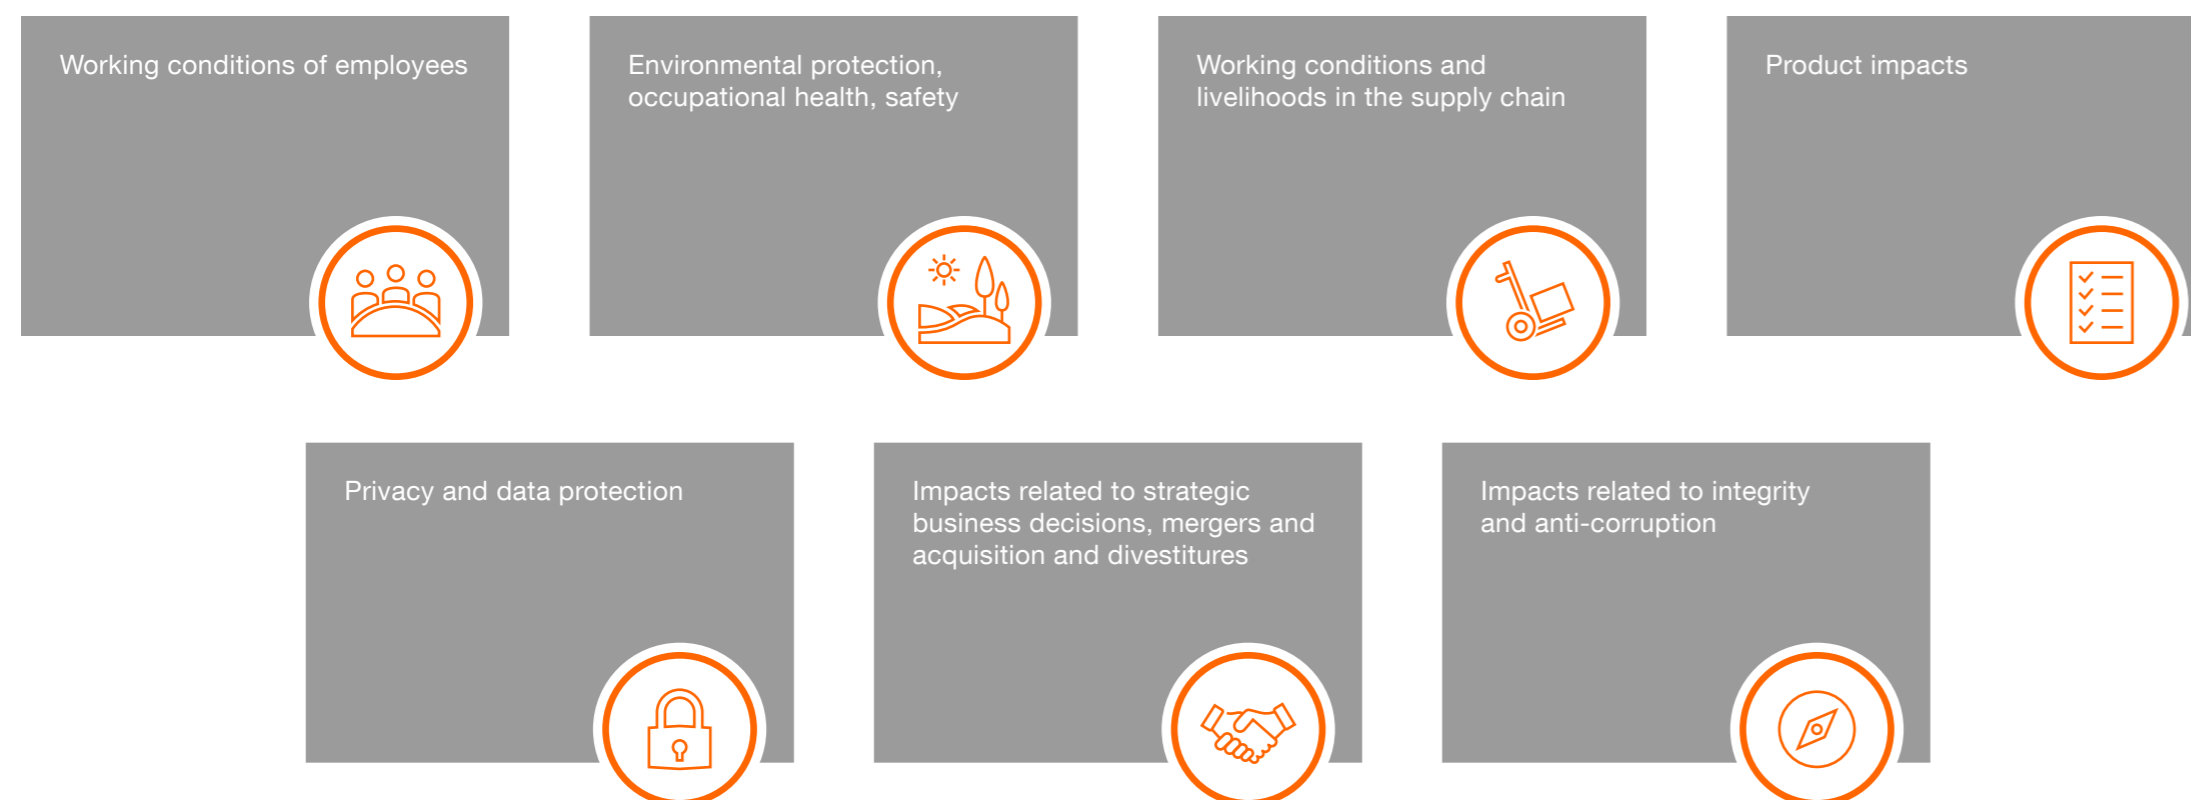 Working conditions of employees
Environmental protection,
occupational health, safety
Working conditions and
livelihoods in the supply chain
Product impacts
Privacy and data protection
Impacts related to strategic
business decisions, mergers and
acquisition and divestitures
Impacts related to integrity
and anti-corruption